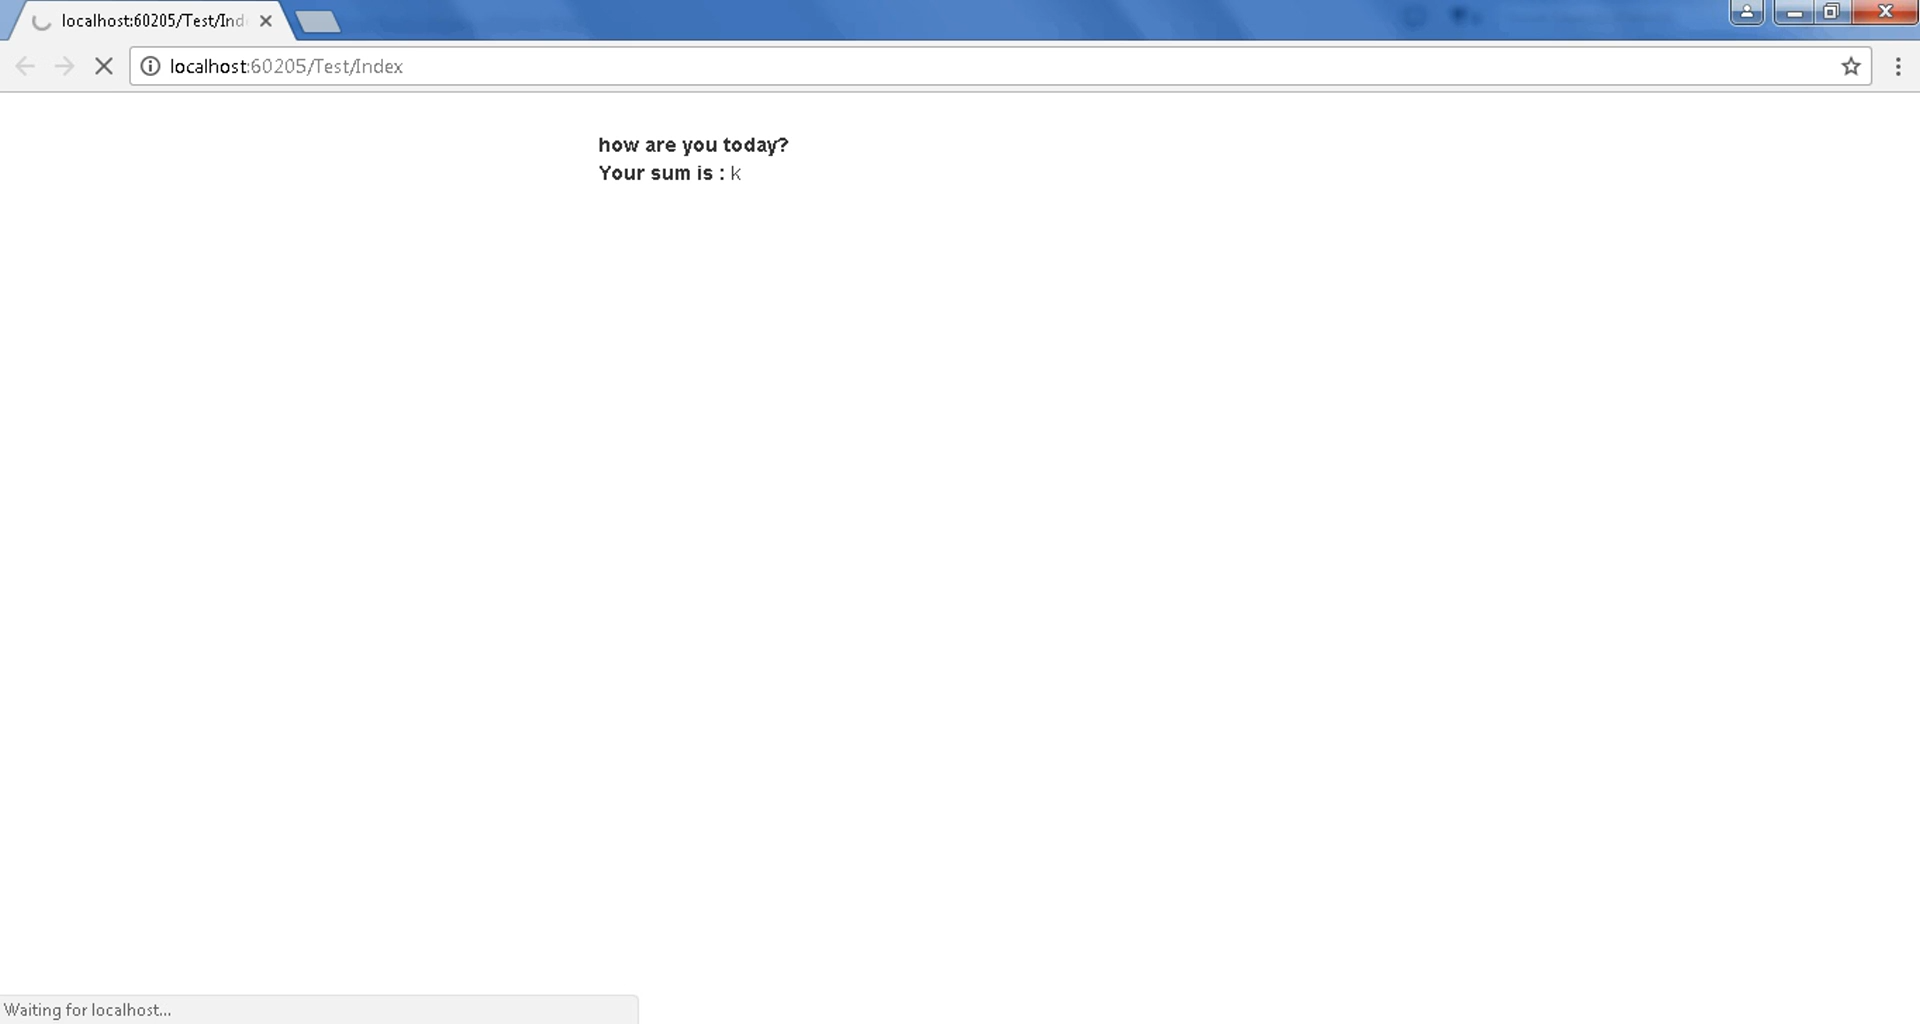 localhost:60205/Test/Ind
localhost:60205/Test/Index
how are you today?
Your sum is : k
Waiting for localhost...